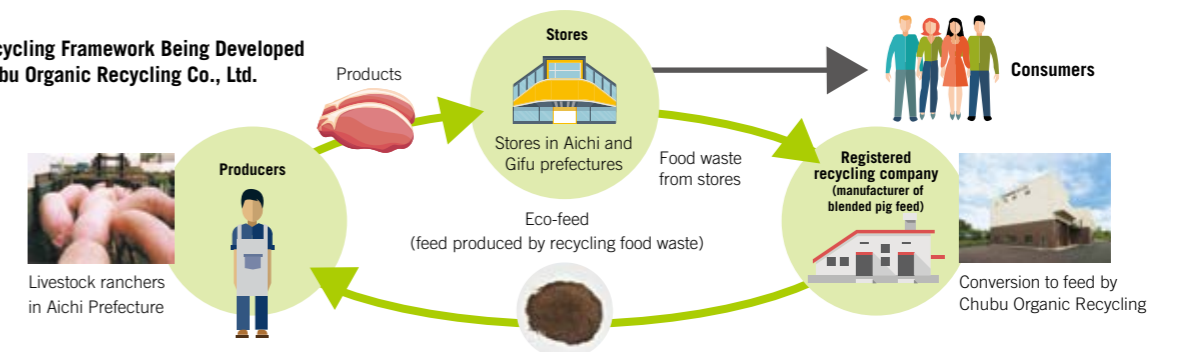 cycling Framework Being Developed
bu Organic Recycling Co., Ltd.
Products
Stores
Stores in Aichi and
Gifu prefectures
Consumers
Food waste
from stores
Registered
recycling company
(manufacturer of
blended pig feed)
Conversion to feed by
Chubu Organic Recycling
Eco-feed
(feed produced by recycling food waste)
Producers
Livestock ranchers
in Aichi Prefecture